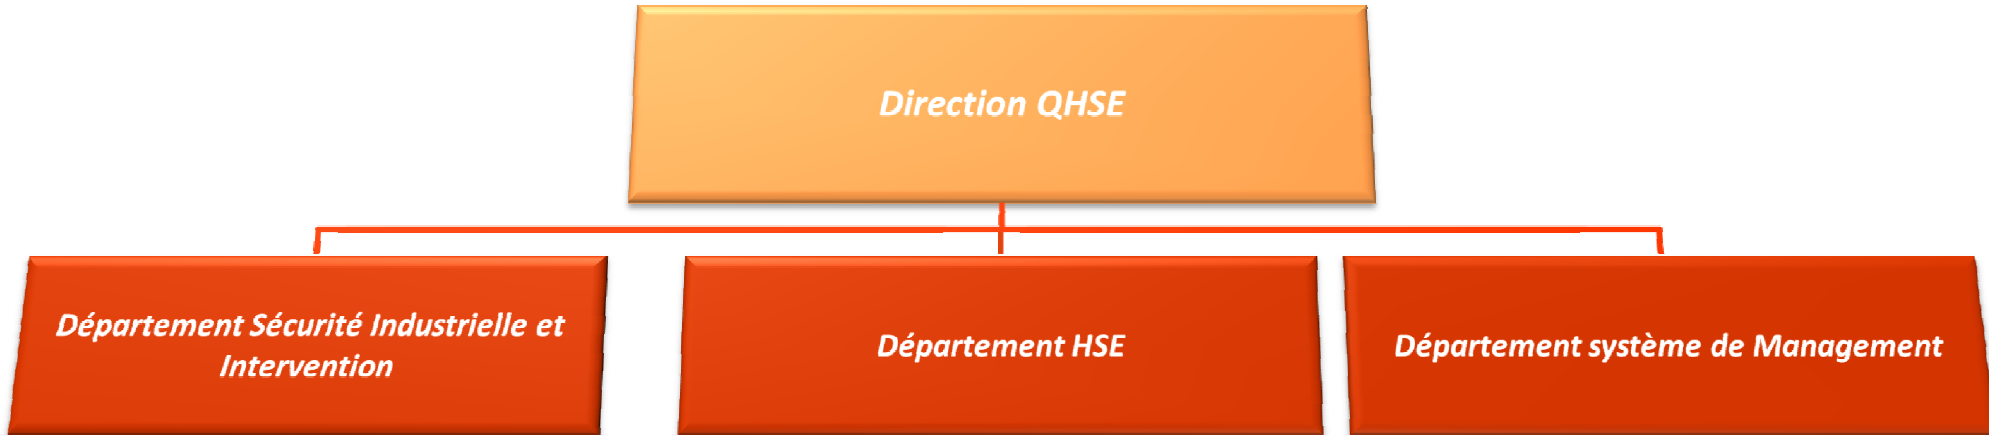 Direction QHSE
Département Sécurité Industrielle et
Intervention
Département HSE
Département système de Management